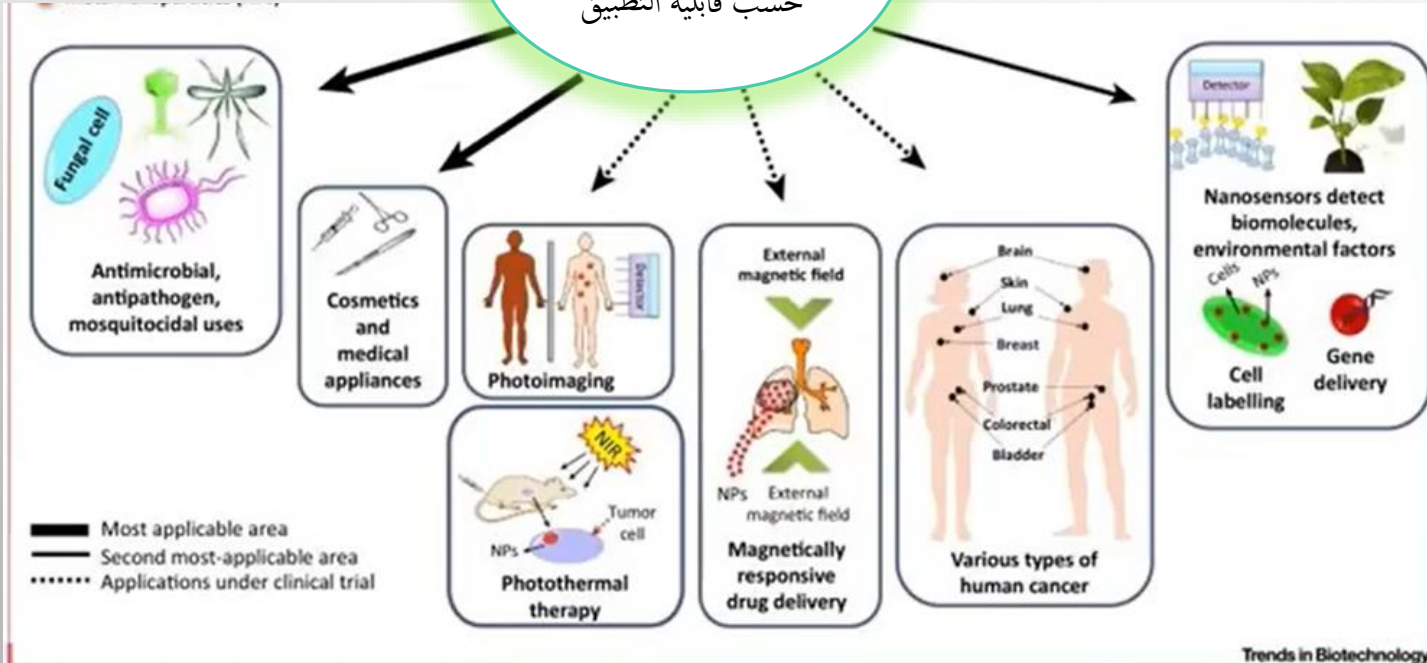 حسب قابلية التطبيق
Fungal cell
Antimicrobial,
antipathogen,
mosquitocidal uses
Cosmetics
and
medical
appliances
Detector
Photoimaging
NIR
Tumor
cell
NPs
Photothermal
therapy
External
magnetic field
NPs
External
magnetic field
Magnetically
responsive
drug delivery
Brain
Skin
Lung
Breast
Prostate
Colorectal
Bladder
Various types of
human cancer
Detector
Nanosensors detect
biomolecules,
environmental factors
Cells
NPs
Cell
labelling
Gene
delivery
Most applicable area
Second most-applicable area
Applications under clinical trial
Trends in Biotechnology